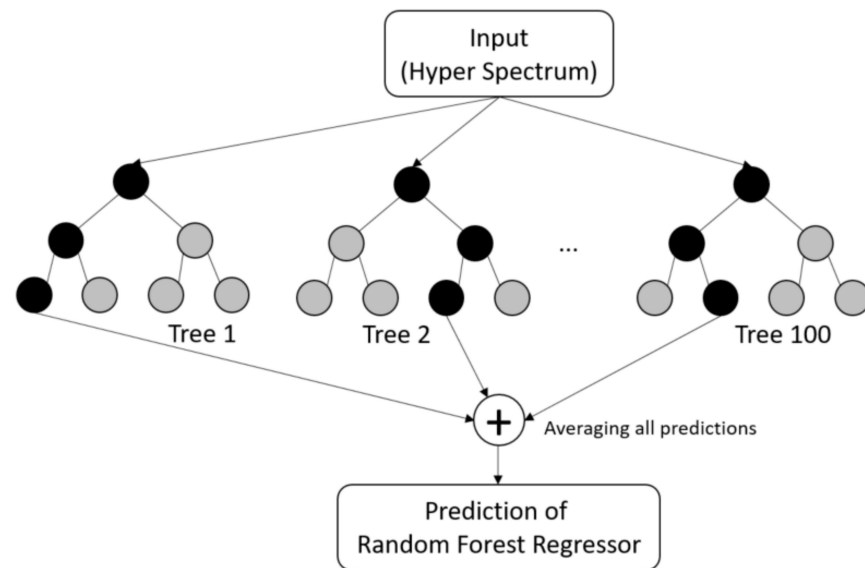 Input
(Hyper Spectrum)
...
Tree 1
Tree 2
Tree 100
+
Averaging all predictions
Prediction of
Random Forest Regressor